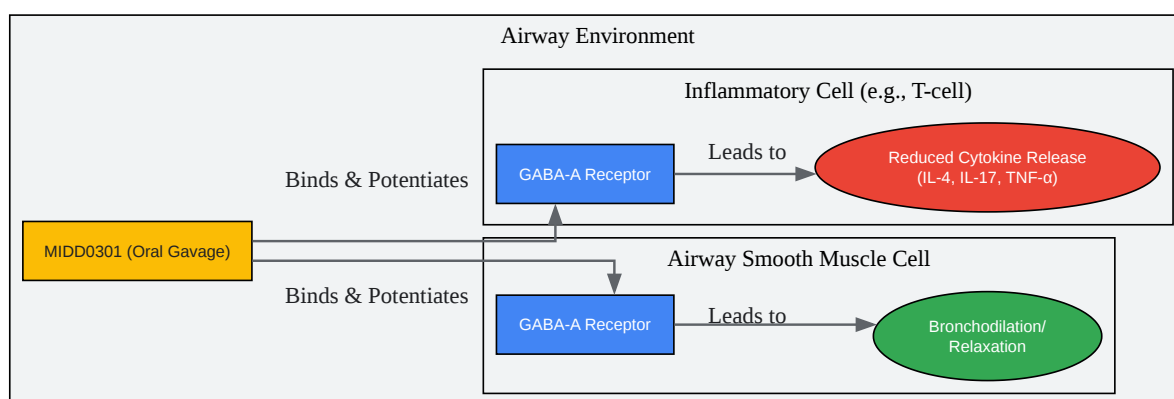 Airway Environment
Inflammatory Cell (e.g., T-cell)
Binds & Potentiates
GABA-A Receptor
Leads to
Reduced Cytokine Release
(IL-4, IL-17, TNF-α)
MIDD0301 (Oral Gavage)
Airway Smooth Muscle Cell
Binds & Potentiates
GABA-A Receptor
Leads to
Bronchodilation/
Relaxation